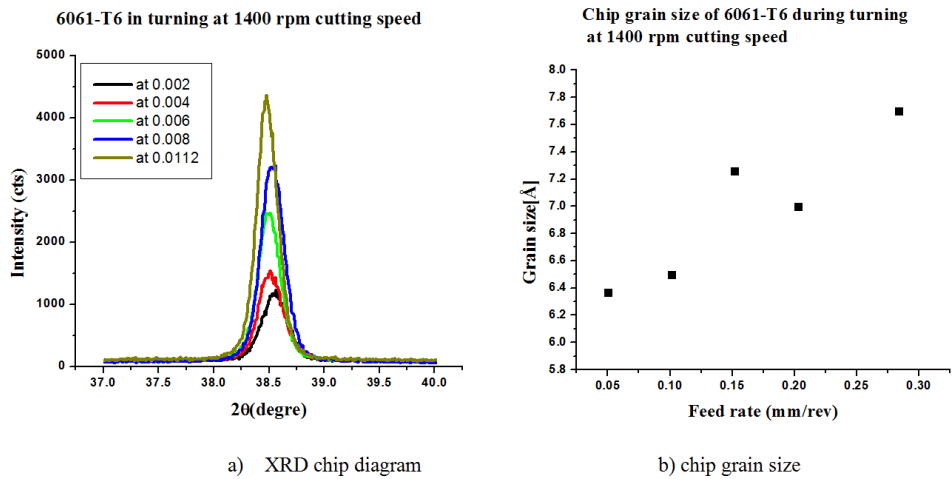 6061-T6 in turning at 1400 rpm cutting speed
5000
4000
3000
2000
1000
0
Intensity (cts)
at 0.002
at 0.004
at 0.006
at 0.008
at 0.0112
37.0 37.5 38.0 38.5 39.0 39.5 40.0
2θ(degre)
a) XRD chip diagram
Chip grain size of 6061-T6 during turning
at 1400 rpm cutting speed
8.0
7.8
7.6
7.4
7.2
7.0
6.8
6.6
6.4
6.2
6.0
5.8
Grain size[Å]
0.05 0.10 0.15 0.20 0.25 0.30
Feed rate (mm/rev)
b) chip grain size